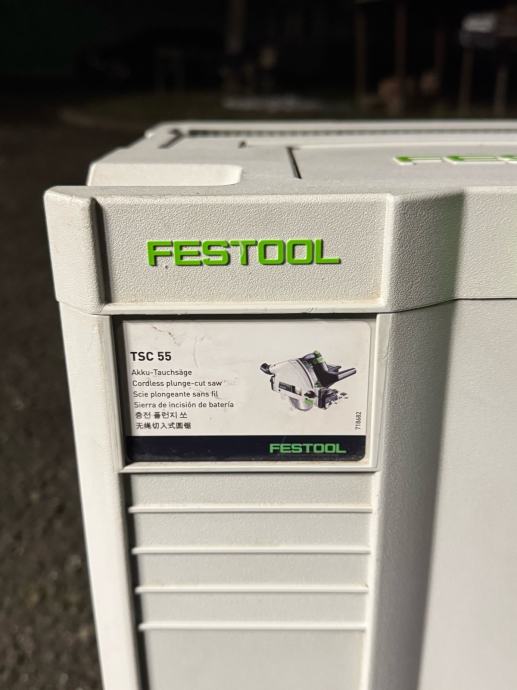 FESTOOL
TSC 55
Akku-Tauchsäge
Cordless plunge-cut saw
Scie plongeante sans fil
Sierra de incisión de batería
충전 플런지 쏘
无绳切入式圆锯
718682
FESTOOL